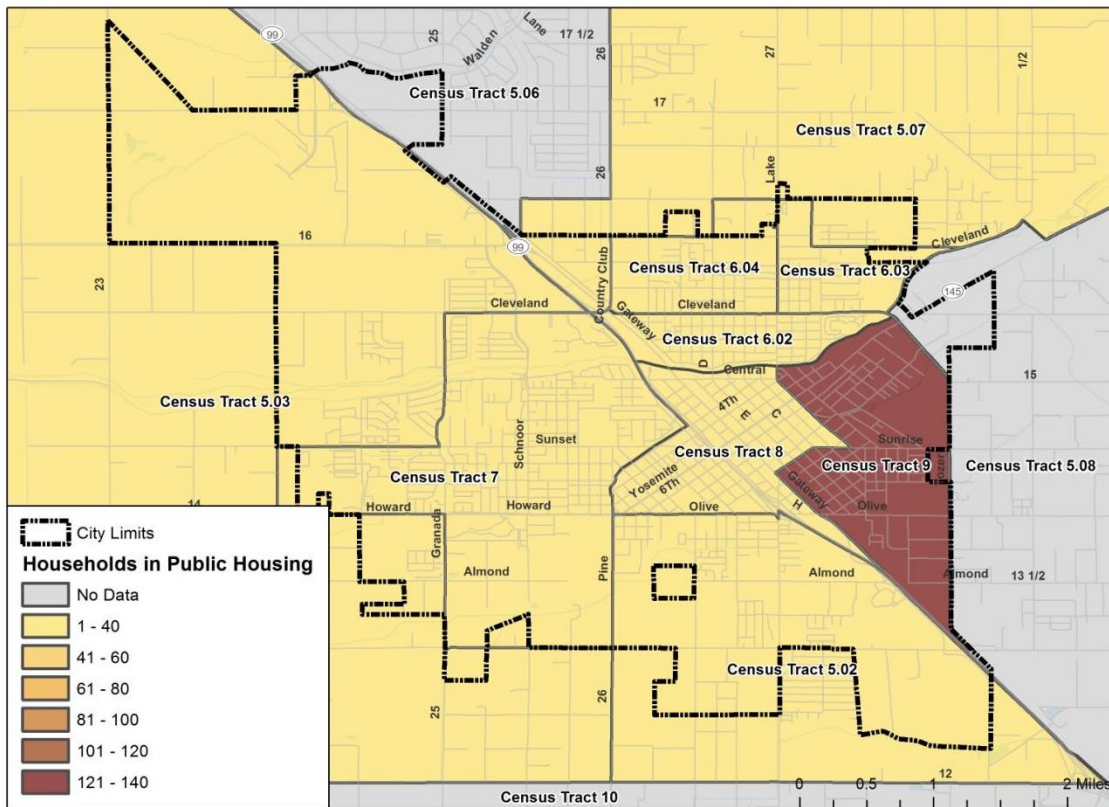 99
25
Lane
17 1/2
26
27
1/2
Walden
Census Tract 5.06
17
Census Tract 5.07
26
Lake
Cleveland
16
99
Country Club
Census Tract 6.04
Census Tract 6.03
23
145
Cleveland
Gateway
Cleveland
Census Tract 6.02
D
Central
15
Census Tract 5.03
4Th
E
C
Schnoor
Sunset
Sunrise
Census Tract 8
Census Tract 9
Census Tract 5.08
Census Tract 7
Yosemite
6Th
Gateway
14
Howard
Howard
Olive
H
Olive
Granada
Almond
Pine
Almond
Almond
13 1/2
Census Tract 5.02
25
26
12
Census Tract 10
City Limits
Households in Public Housing
No Data
1 - 40
41 - 60
61 - 80
81 - 100
101 - 120
121 - 140
0 0.5 1 2 Miles